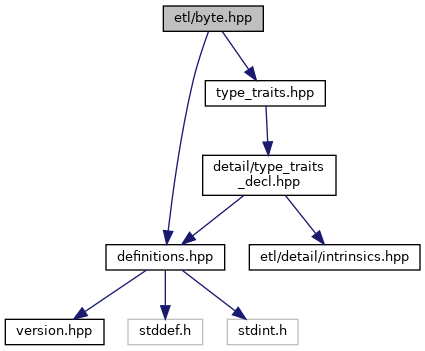 etl/byte.hpp
type_traits.hpp
detail/type_traits
_decl.hpp
definitions.hpp
etl/detail/intrinsics.hpp
version.hpp
stddef.h
stdint.h